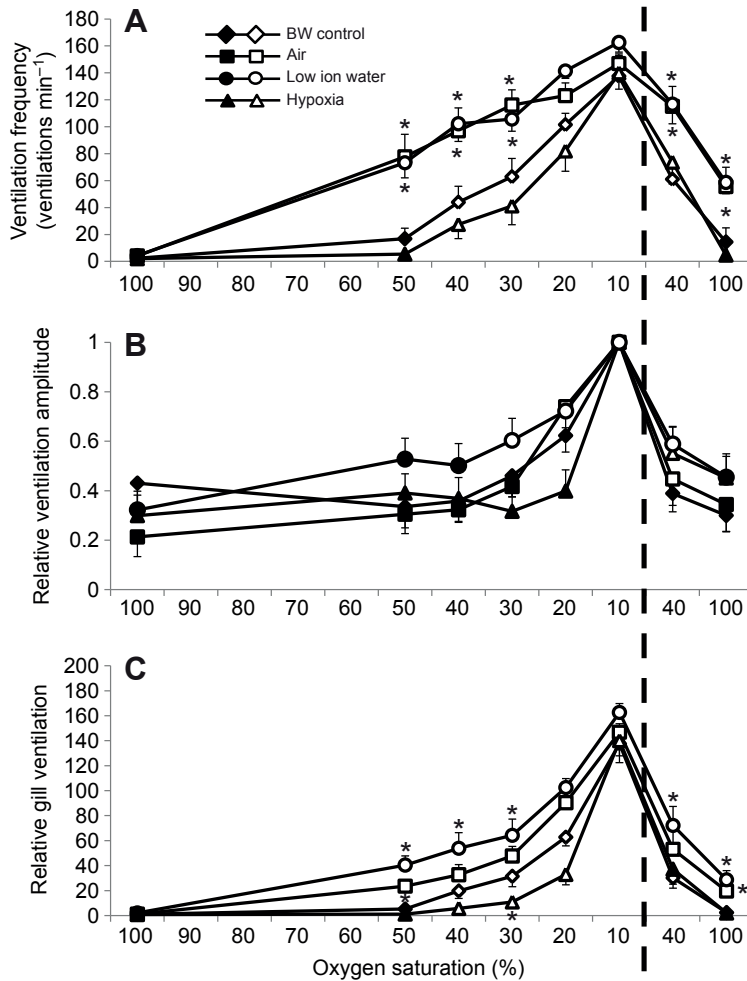 A
BW control
Air
Low ion water
Hypoxia
Ventilation frequency
(ventilations min⁻¹)
180
160
140
120
100
80
60
40
20
0
* * * * *
* * * * *
*
100 90 80 70 60 50 40 30 20 10 40 100
B
Relative ventilation amplitude
1
0.8
0.6
0.4
0.2
0
100 90 80 70 60 50 40 30 20 10 40 100
C
Relative gill ventilation
200
180
160
140
120
100
80
60
40
20
0
* * * * *
* * *
100 90 80 70 60 50 40 30 20 10 40 100
Oxygen saturation (%)